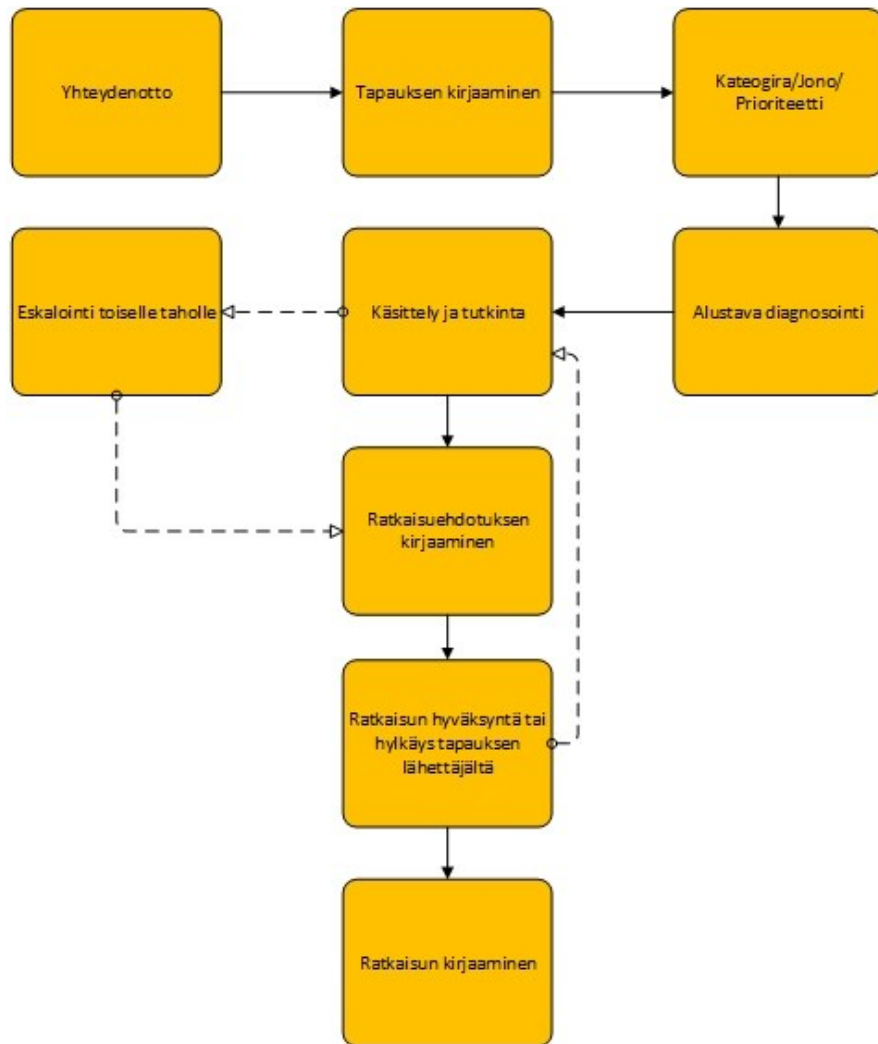 Yhteydenotto
Tapauksen kirjaaminen
Kateogira/Jono/
Prioriteetti
Eskalointi toiselle taholle
Käsittely ja tutkinta
Alustava diagnosointi
Ratkaisuehdotuksen
kirjaaminen
Ratkaisun hyväksyntä tai
hylkäys tapauksen
lähettäjältä
Ratkaisun kirjaaminen